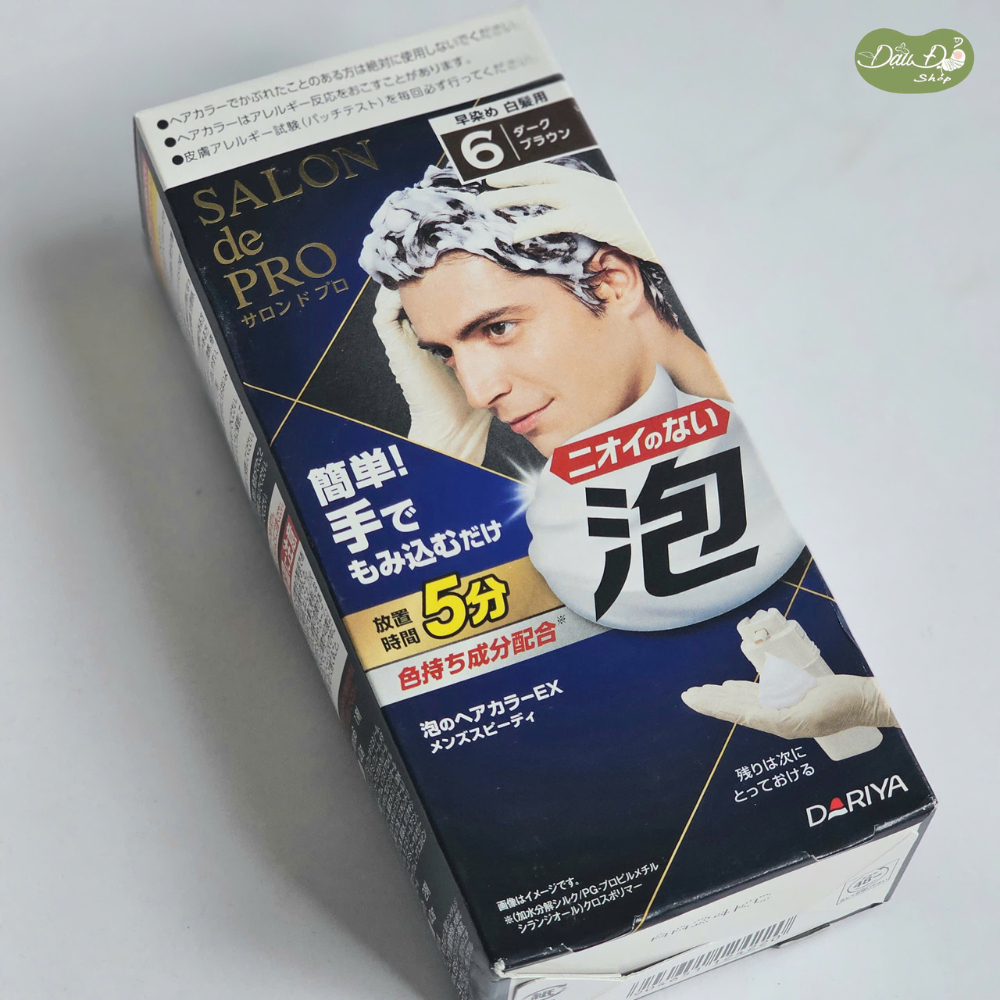 Đậu Đỏ
Shop
●ヘアカラーでかぶれたことのある方は絶対に使用しないでください。
●ヘアカラーはアレルギー反応をおこすことがあります。
●皮膚アレルギー試験(パッチテスト)を毎回必ず行ってください。
早染め 白髪用
6 ダーク
ブラウン
SALON
de
PRO
サロンドプロ
ニオイのない
泡
簡単!
手で
もみ込むだけ
放置
時間 5分
色持ち成分配合※
泡のヘアカラーEX
メンズスピーディ
残りは次に
とっておける
DARIYA
画像はイメージです。
※(加水分解シルク/PG-プロピルメチル
シランジオール)クロスポリマー